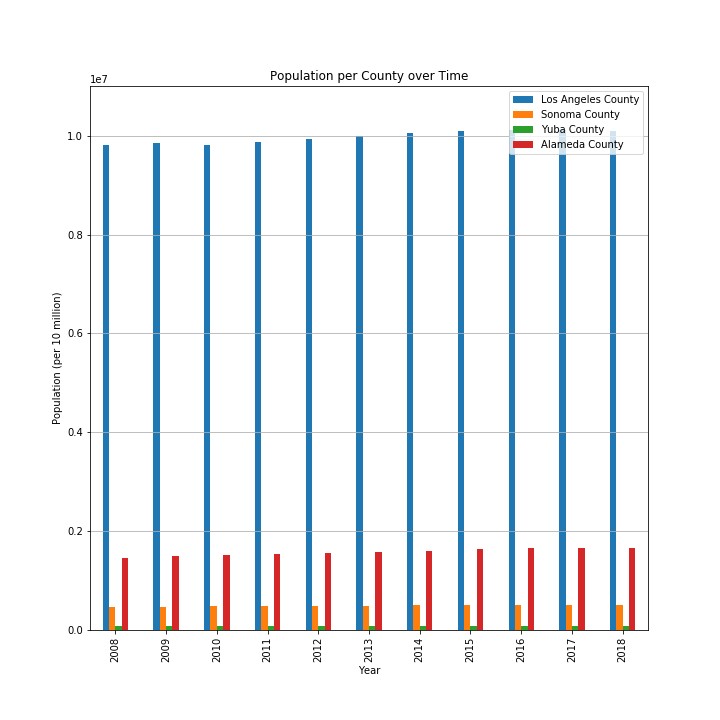 Population per County over Time
1e7
Los Angeles County
Sonoma County
Yuba County
Alameda County
1.0
0.8
0.6
0.4
0.2
0.0
Population (per 10 million)
2008
2009
2010
2011
2012
2013
2014
2015
2016
2017
2018
Year